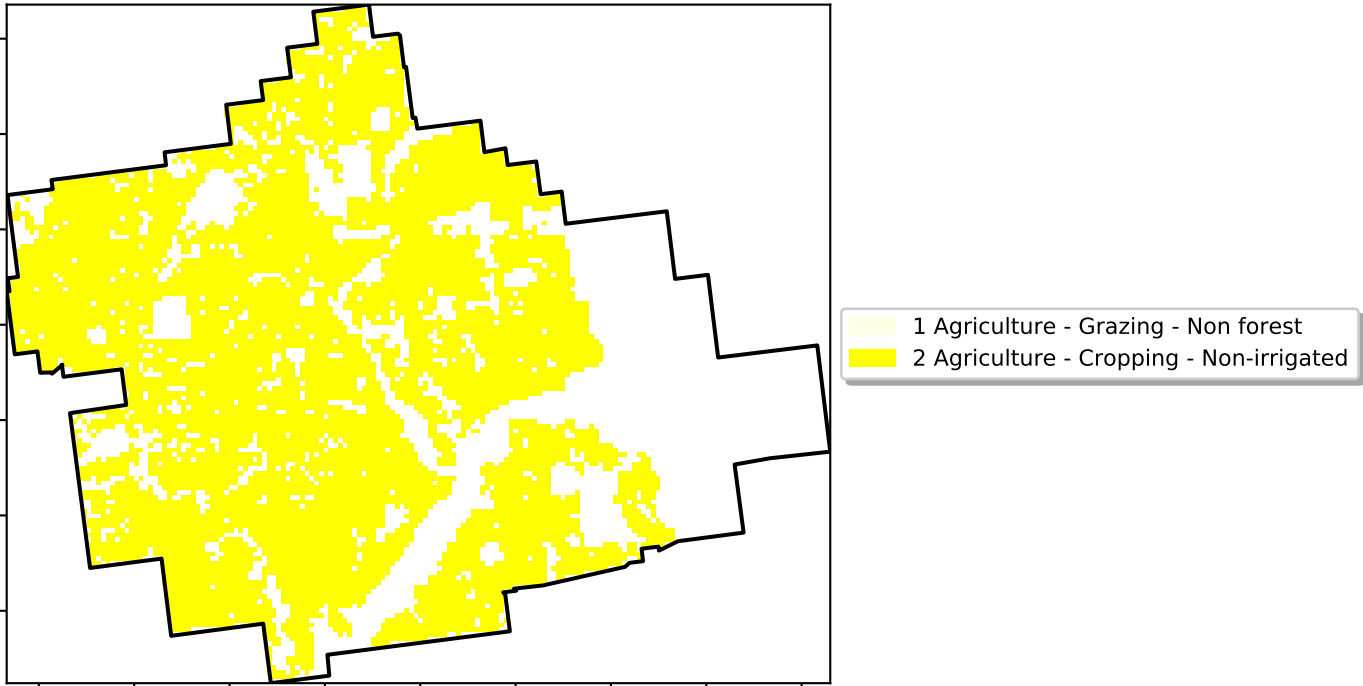 1 Agriculture - Grazing - Non forest
2 Agriculture - Cropping - Non-irrigated